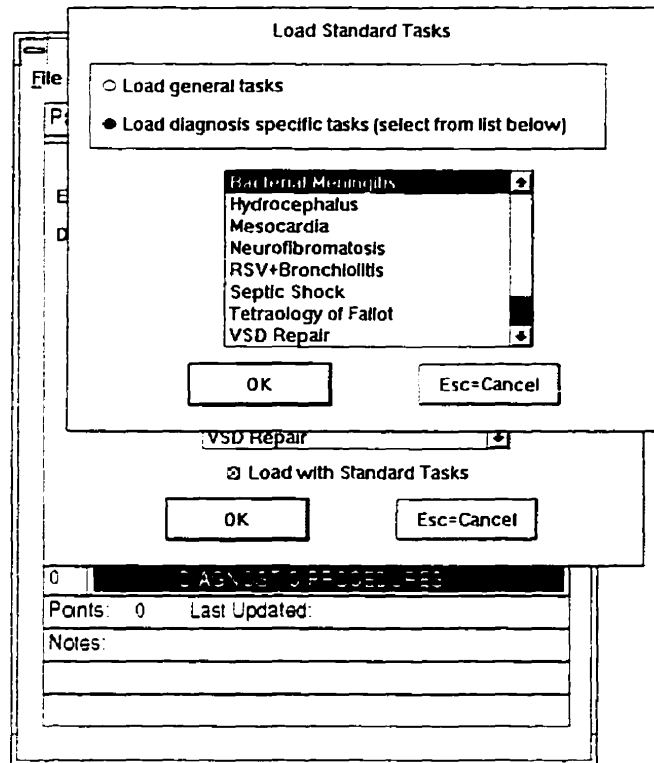 Load Standard Tasks
File
○ Load general tasks
● Load diagnosis specific tasks (select from list below)
Bacterial Meningitis
Hydrocephalus
Mesocardia
Neurofibromatosis
RSV+Bronchiolitis
Septic Shock
Tetraology of Fallot
VSD Repair
OK Esc=Cancel
VSD Repair
Load with Standard Tasks
OK Esc=Cancel
0 DIAGNOSTIC PROCEDURES
Points: 0 Last Updated:
Notes: